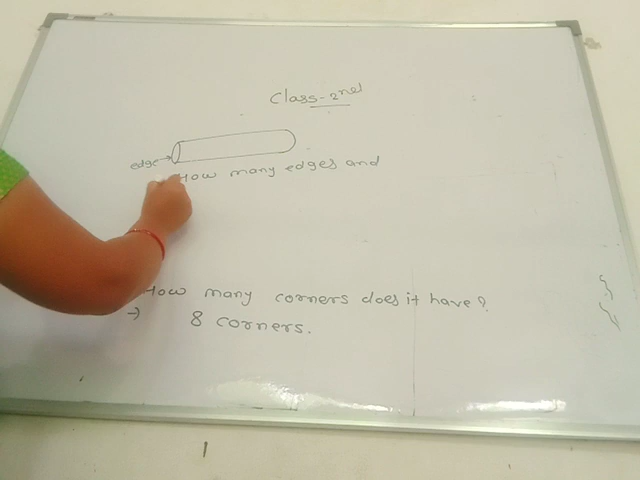 Class-2nd
edge→
How many edges and
How many corners does it have?
→ 8 corners.